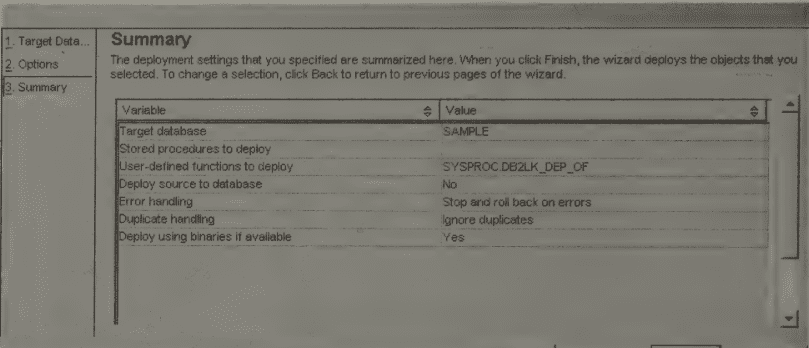 1. Target Data...
2. Options
3. Summary
Summary
The deployment settings that you specified are summarized here. When you click Finish, the wizard deploys the objects that you
selected. To change a selection, click Back to return to previous pages of the wizard.
Variable Value
Target database SAMPLE
Stored procedures to deploy
User-defined functions to deploy SYSPROC.DB2LK_DEP_OF
Deploy source to database No
Error handling Stop and roll back on errors
Duplicate handling Ignore duplicates
Deploy using binaries if available Yes